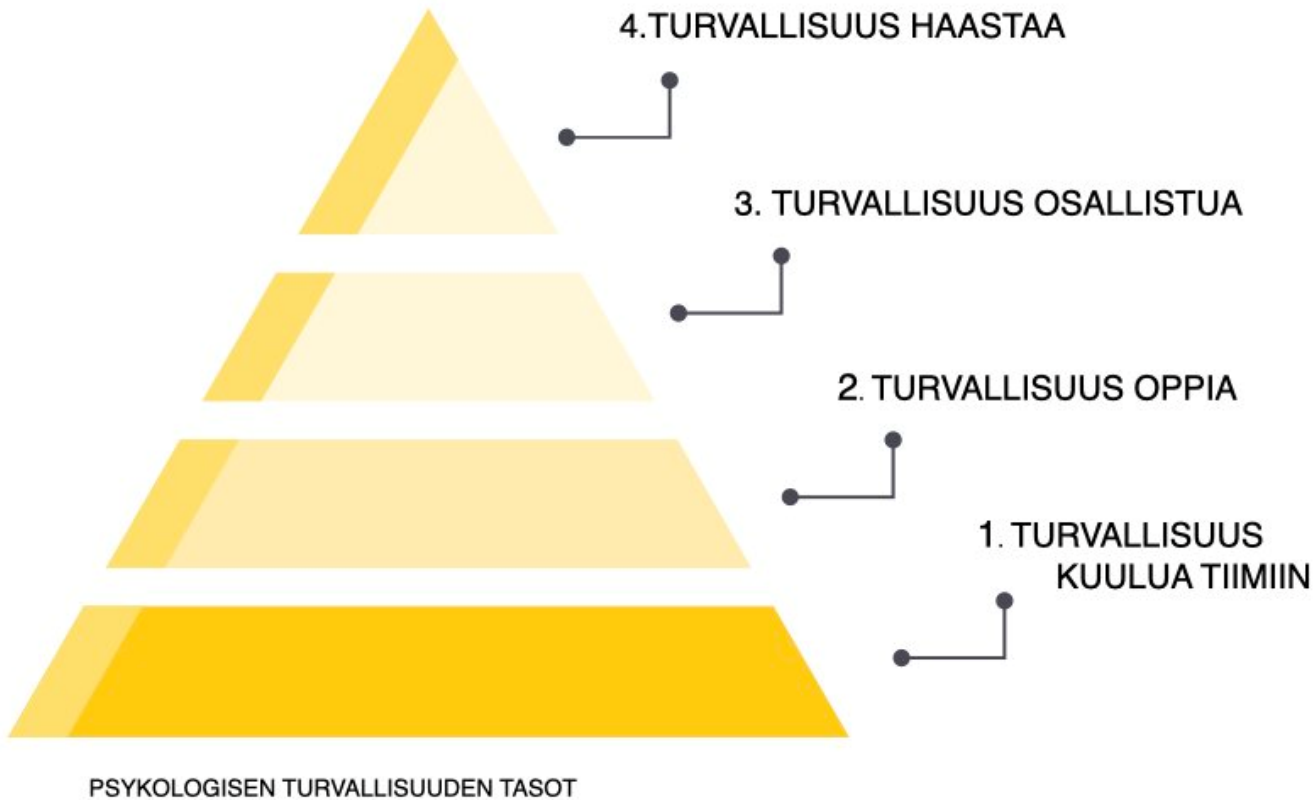 4.TURVALLISUUS HAASTAA
3. TURVALLISUUS OSALLISTUA
2. TURVALLISUUS OPPIA
1. TURVALLISUUS
KUULUA TIIMIIN
PSYKOLOGISEN TURVALLISUUDEN TASOT